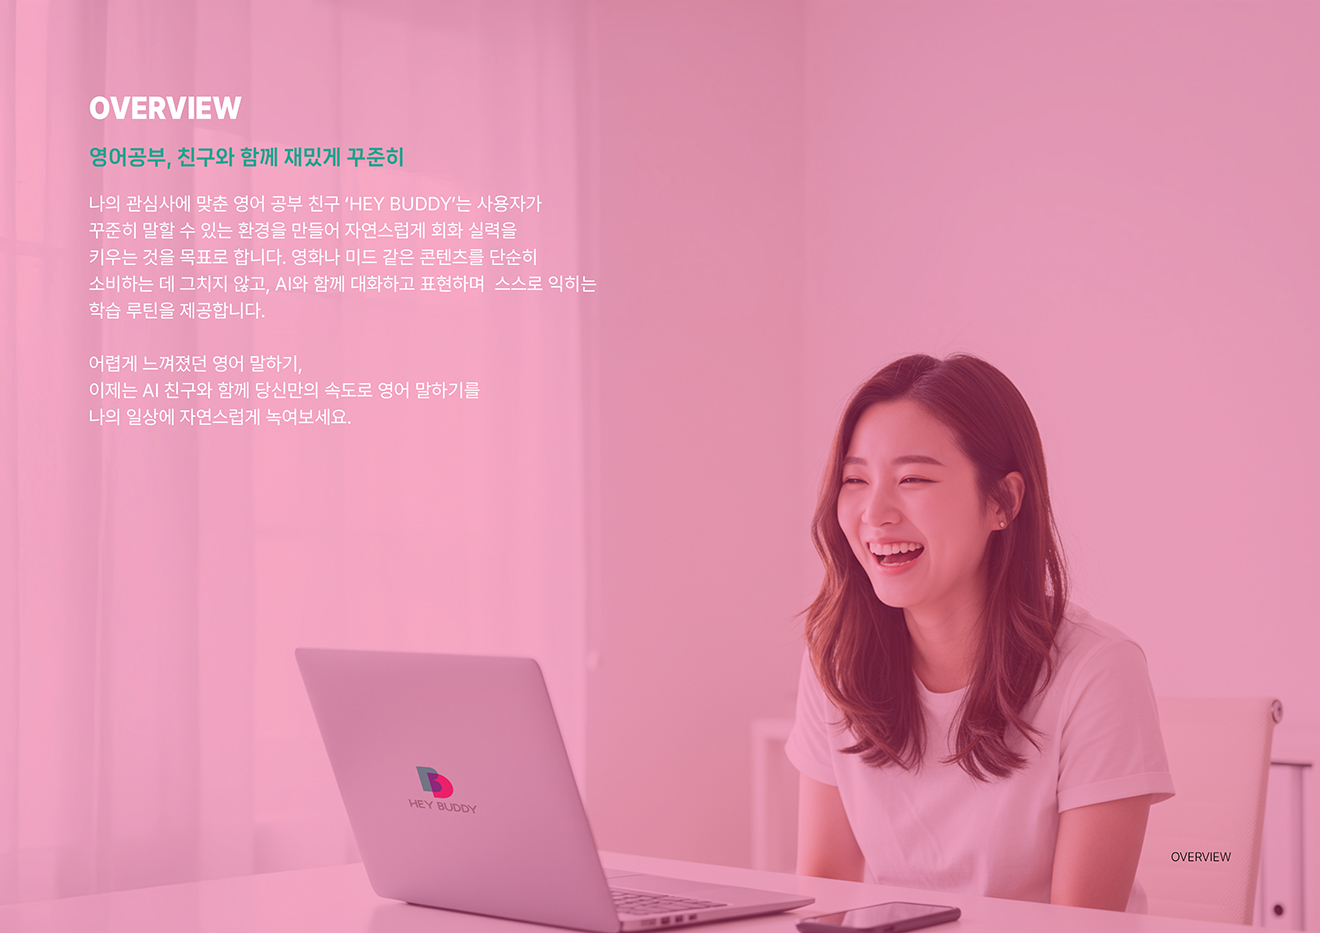 OVERVIEW
영어공부, 친구와 함께 재밌게 꾸준히
나의 관심사에 맞춘 영어 공부 친구 ‘HEY BUDDY’는 사용자가
꾸준히 말할 수 있는 환경을 만들어 자연스럽게 회화 실력을
키우는 것을 목표로 합니다. 영화나 미드 같은 콘텐츠를 단순히
소비하는 데 그치지 않고, AI와 함께 대화하고 표현하며 스스로 익히는
학습 루틴을 제공합니다.
어렵게 느껴졌던 영어 말하기,
이제는 AI 친구와 함께 당신만의 속도로 영어 말하기를
나의 일상에 자연스럽게 녹여보세요.
HEY BUDDY
OVERVIEW